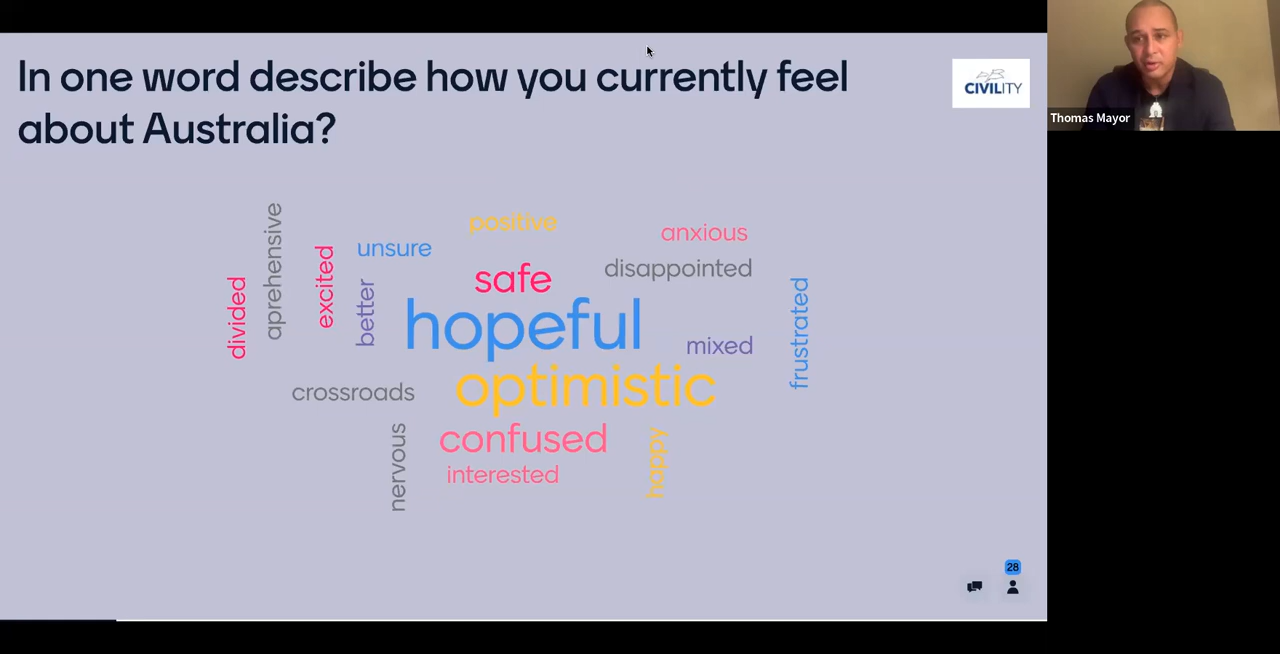 In one word describe how you currently feel
about Australia?
CIVILITY
Thomas Mayor
positive
anxious
aprehensive
unsure
excited
disappointed
safe
divided
better
hopeful
frustrated
mixed
crossroads
optimistic
confused
nervous
happy
interested
28